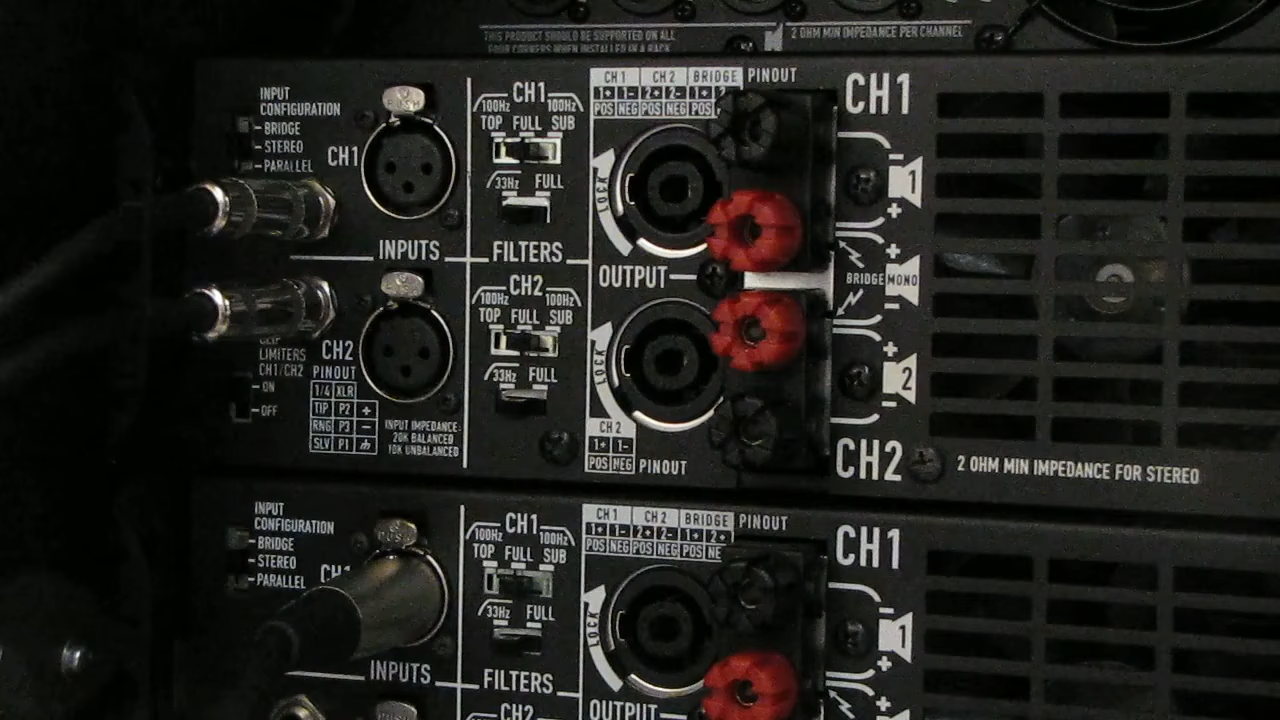 THIS PRODUCT SHOULD BE SUPPORTED ON ALL
FOUR CORNERS WHEN INSTALLED IN A RACK
2 OHM MIN IMPEDANCE PER CHANNEL
INPUT
CONFIGURATION
BRIDGE
STEREO
PARALLEL
PUSH
CH1
INPUTS
CH1
100Hz 100Hz
TOP FULL SUB
33Hz FULL
FILTERS
CH1 CH2 BRIDGE PINOUT
1+ 1- 2+ 2- 1+
POS NEG POS NEG POS
LOCK
OUTPUT
CH1
1
- +
BRIDGE MONO
+ -
+ -
2
CH2
2 OHM MIN IMPEDANCE FOR STEREO
LIMITERS
CH1/CH2
ON
OFF
CH2
PINOUT
1/4 XLR
TIP P2 +
RNG P3 -
SLV P1
INPUT IMPEDANCE:
20K BALANCED
10K UNBALANCED
CH2
100Hz 100Hz
TOP FULL SUB
33Hz FULL
LOCK
CH2
1+ 1-
POS NEG PINOUT
INPUT
CONFIGURATION
BRIDGE
STEREO
PARALLEL
PUSH
INPUTS
CH1
100Hz 100Hz
TOP FULL SUB
33Hz FULL
FILTERS
CH2
CH1 CH2 BRIDGE PINOUT
1+ 1- 2+ 2- 1+ 2+
POS NEG POS NEG POS NE
LOCK
OUTPUT
CH1
1
+
+